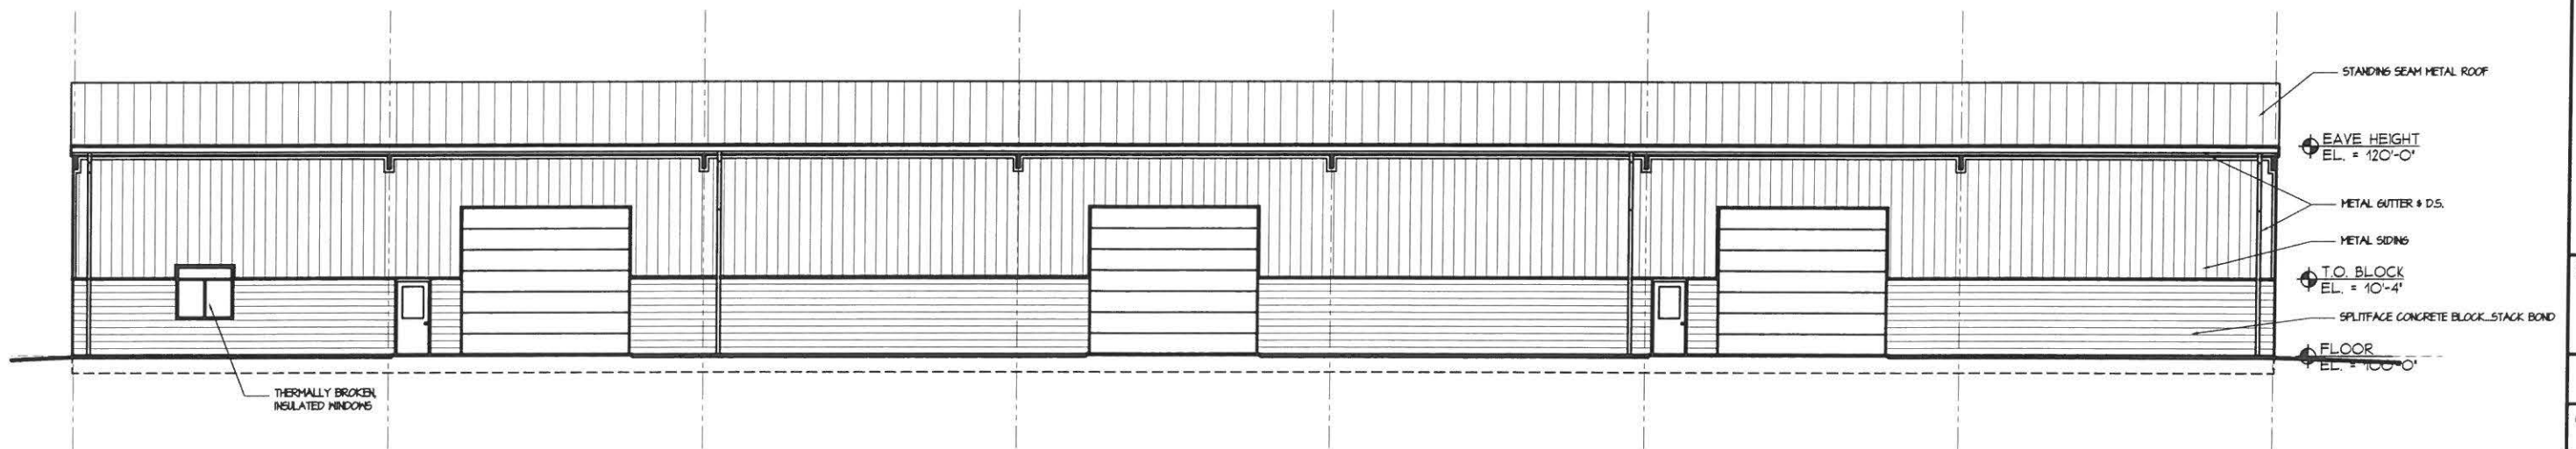 STANDING SEAM METAL ROOF
EAVE HEIGHT
EL. = 120'-0"
METAL GUTTER & D.S.
METAL SIDING
T.O. BLOCK
EL. = 10'-4"
SPLITFACE CONCRETE BLOCK...STACK BOND
FLOOR
EL. = 100'-0"
THERMALLY BROKEN,
INSULATED WINDOWS